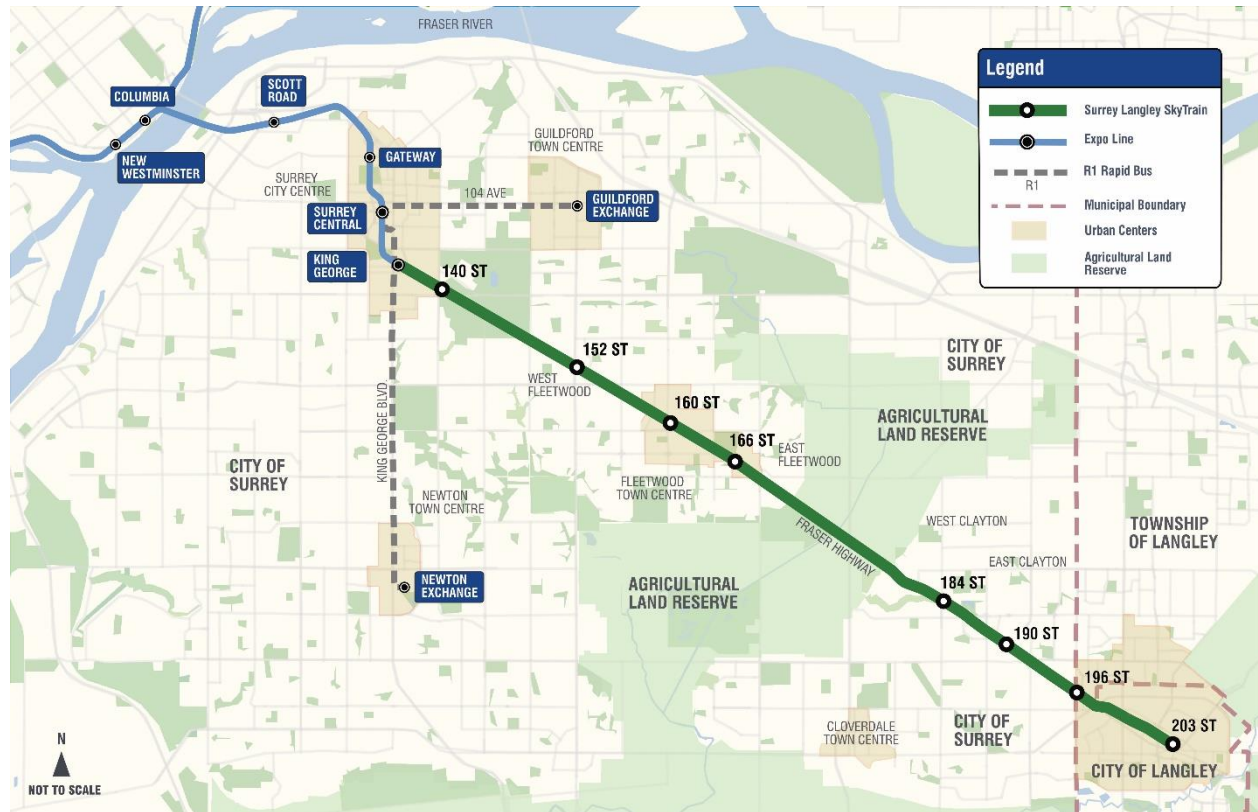 FRASER RIVER
COLUMBIA
SCOTT
ROAD
NEW
WESTMINSTER
GATEWAY
GUILDFORD
TOWN CENTRE
SURREY
CITY CENTRE
104 AVE
SURREY
CENTRAL
GUILDFORD
EXCHANGE
KING
GEORGE
140 ST
152 ST
WEST
FLEETWOOD
160 ST
166 ST
EAST
FLEETWOOD
FLEETWOOD
TOWN CENTRE
CITY OF
SURREY
AGRICULTURAL
LAND RESERVE
KING GEORGE BLVD.
CITY OF
SURREY
NEWTON
TOWN CENTRE
NEWTON
EXCHANGE
FRASER HIGHWAY
AGRICULTURAL
LAND RESERVE
WEST CLAYTON
EAST CLAYTON
TOWNSHIP
OF LANGLEY
184 ST
190 ST
196 ST
203 ST
CLOVERDALE
TOWN CENTRE
CITY OF
SURREY
CITY OF LANGLEY
N
NOT TO SCALE
Legend
Surrey Langley SkyTrain
Expo Line
R1 Rapid Bus
R1
Municipal Boundary
Urban Centers
Agricultural Land
Reserve